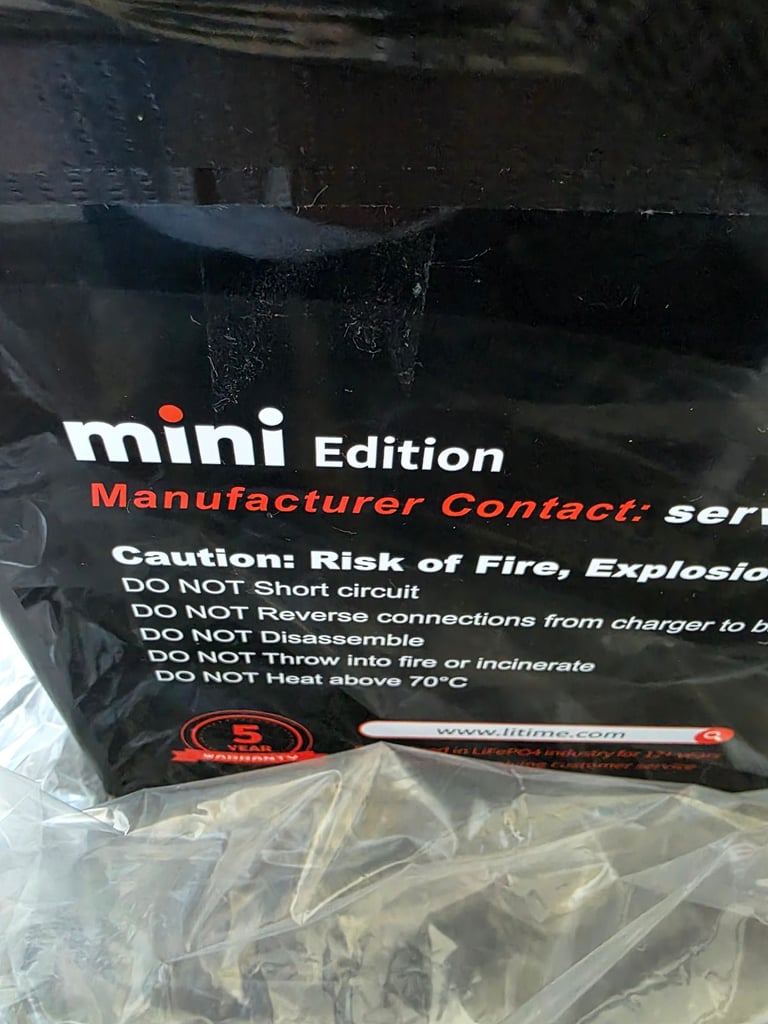 mini Edition
Manufacturer Contact: serv
Caution: Risk of Fire, Explosio
DO NOT Short circuit
DO NOT Reverse connections from charger to b
DO NOT Disassemble
DO NOT Throw into fire or incinerate
DO NOT Heat above 70°C
5
YEAR
WARRANTY
www.litime.com
in LiFePO4 industry for 12+ years
customer service